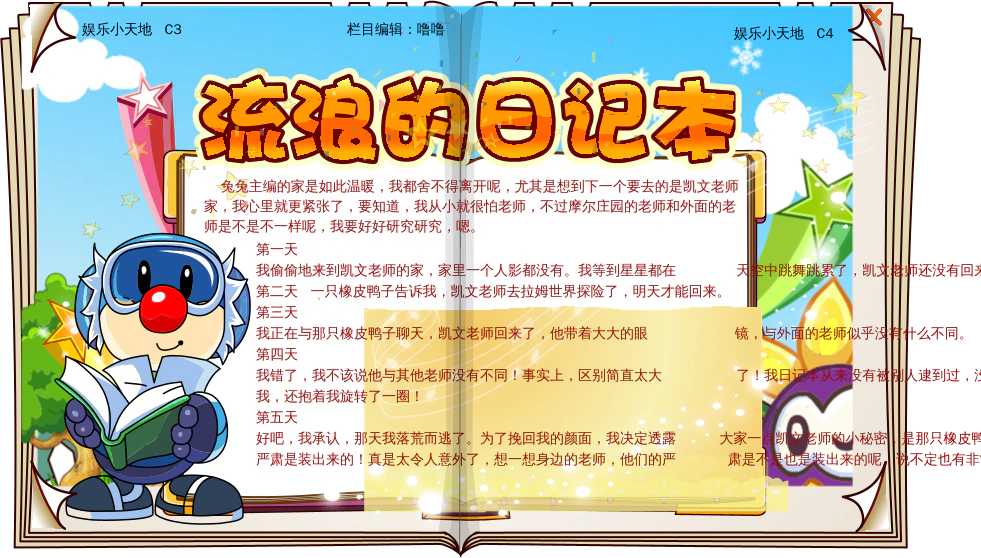 娱乐小天地 C3
栏目编辑：噜噜
娱乐小天地 C4
流浪的日记本
兔兔主编的家是如此温暖，我都舍不得离开呢，尤其是想到下一个要去的是凯文老师
家，我心里就更紧张了，要知道，我从小就很怕老师，不过摩尔庄园的老师和外面的老
师是不是不一样呢，我要好好研究研究，嗯。
第一天
我偷偷地来到凯文老师的家，家里一个人影都没有。我等到星星都在 天空中跳舞跳累了，凯文老师还没有回来
第二天 一只橡皮鸭子告诉我，凯文老师去拉姆世界探险了，明天才能回来。
第三天
我正在与那只橡皮鸭子聊天，凯文老师回来了，他带着大大的眼 镜，与外面的老师似乎没有什么不同。
第四天
我错了，我不该说他与其他老师没有不同！事实上，区别简直太大 了！我日记本从来没有被别人逮到过，没
我，还抱着我旋转了一圈！
第五天
好吧，我承认，那天我落荒而逃了。为了挽回我的颜面，我决定透露 大家一点凯文老师的小秘密，是那只橡皮鸭
严肃是装出来的！真是太令人意外了，想一想身边的老师，他们的严 肃是不是也是装出来的呢，说不定也有非